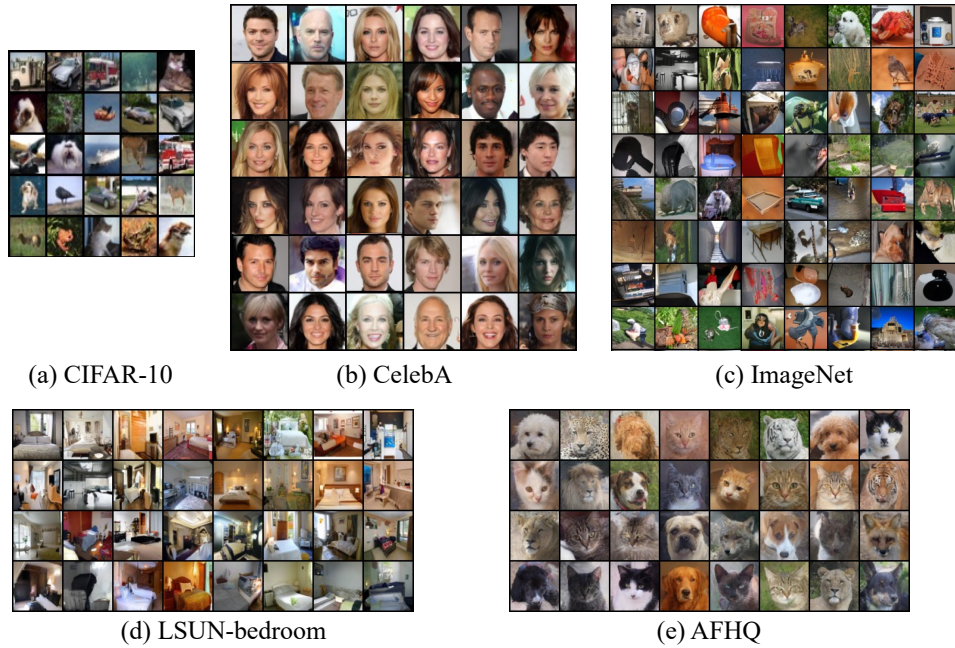 (a) CIFAR-10
(b) CelebA
(c) ImageNet
(d) LSUN-bedroom
(e) AFHQ